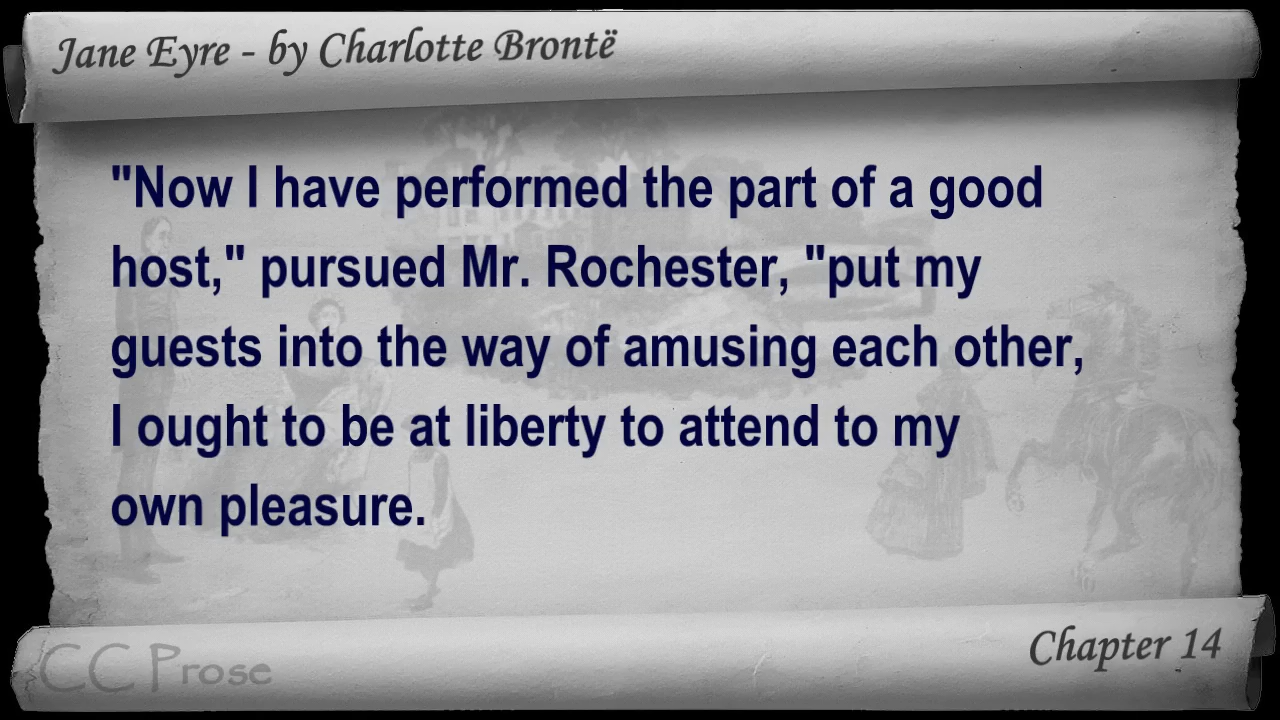 Jane Eyre - by Charlotte Brontë
"Now I have performed the part of a good
host," pursued Mr. Rochester, "put my
guests into the way of amusing each other,
I ought to be at liberty to attend to my
own pleasure.
CC Prose
Chapter 14